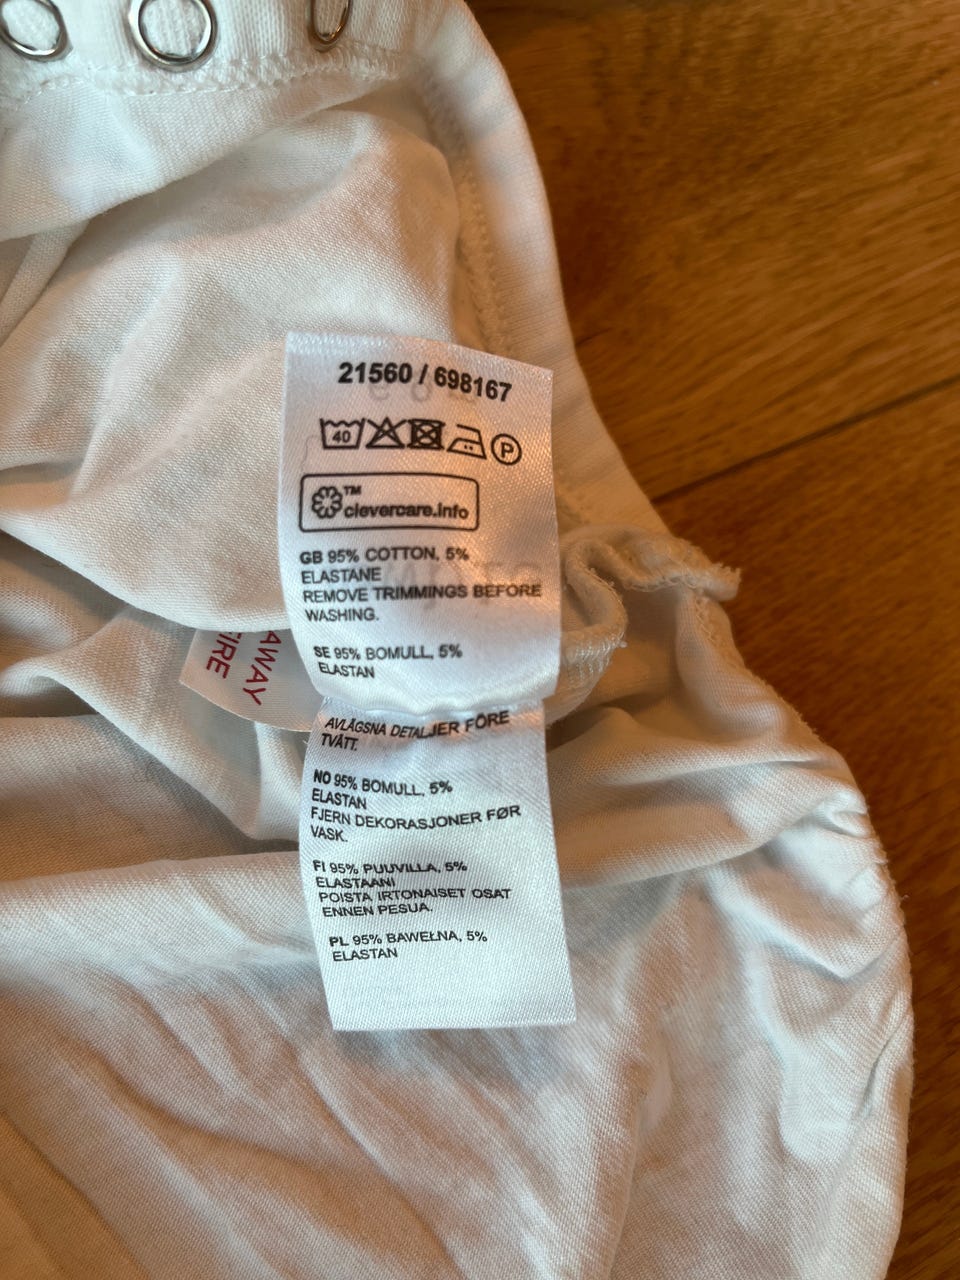 21560 / 698167
40
P
TM
clevercare.info
GB 95% COTTON, 5%
ELASTANE
REMOVE TRIMMINGS BEFORE
WASHING.
SE 95% BOMULL, 5%
ELASTAN
AWAY
FIRE
AVLÄGSNA DETALJER FÖRE
TVÄTT.
NO 95% BOMULL, 5%
ELASTAN
FJERN DEKORASJONER FØR
VASK.
FI 95% PUUVILLA, 5%
ELASTAANI
POISTA IRTONAISET OSAT
ENNEN PESUA.
PL 95% BAWEŁNA, 5%
ELASTAN